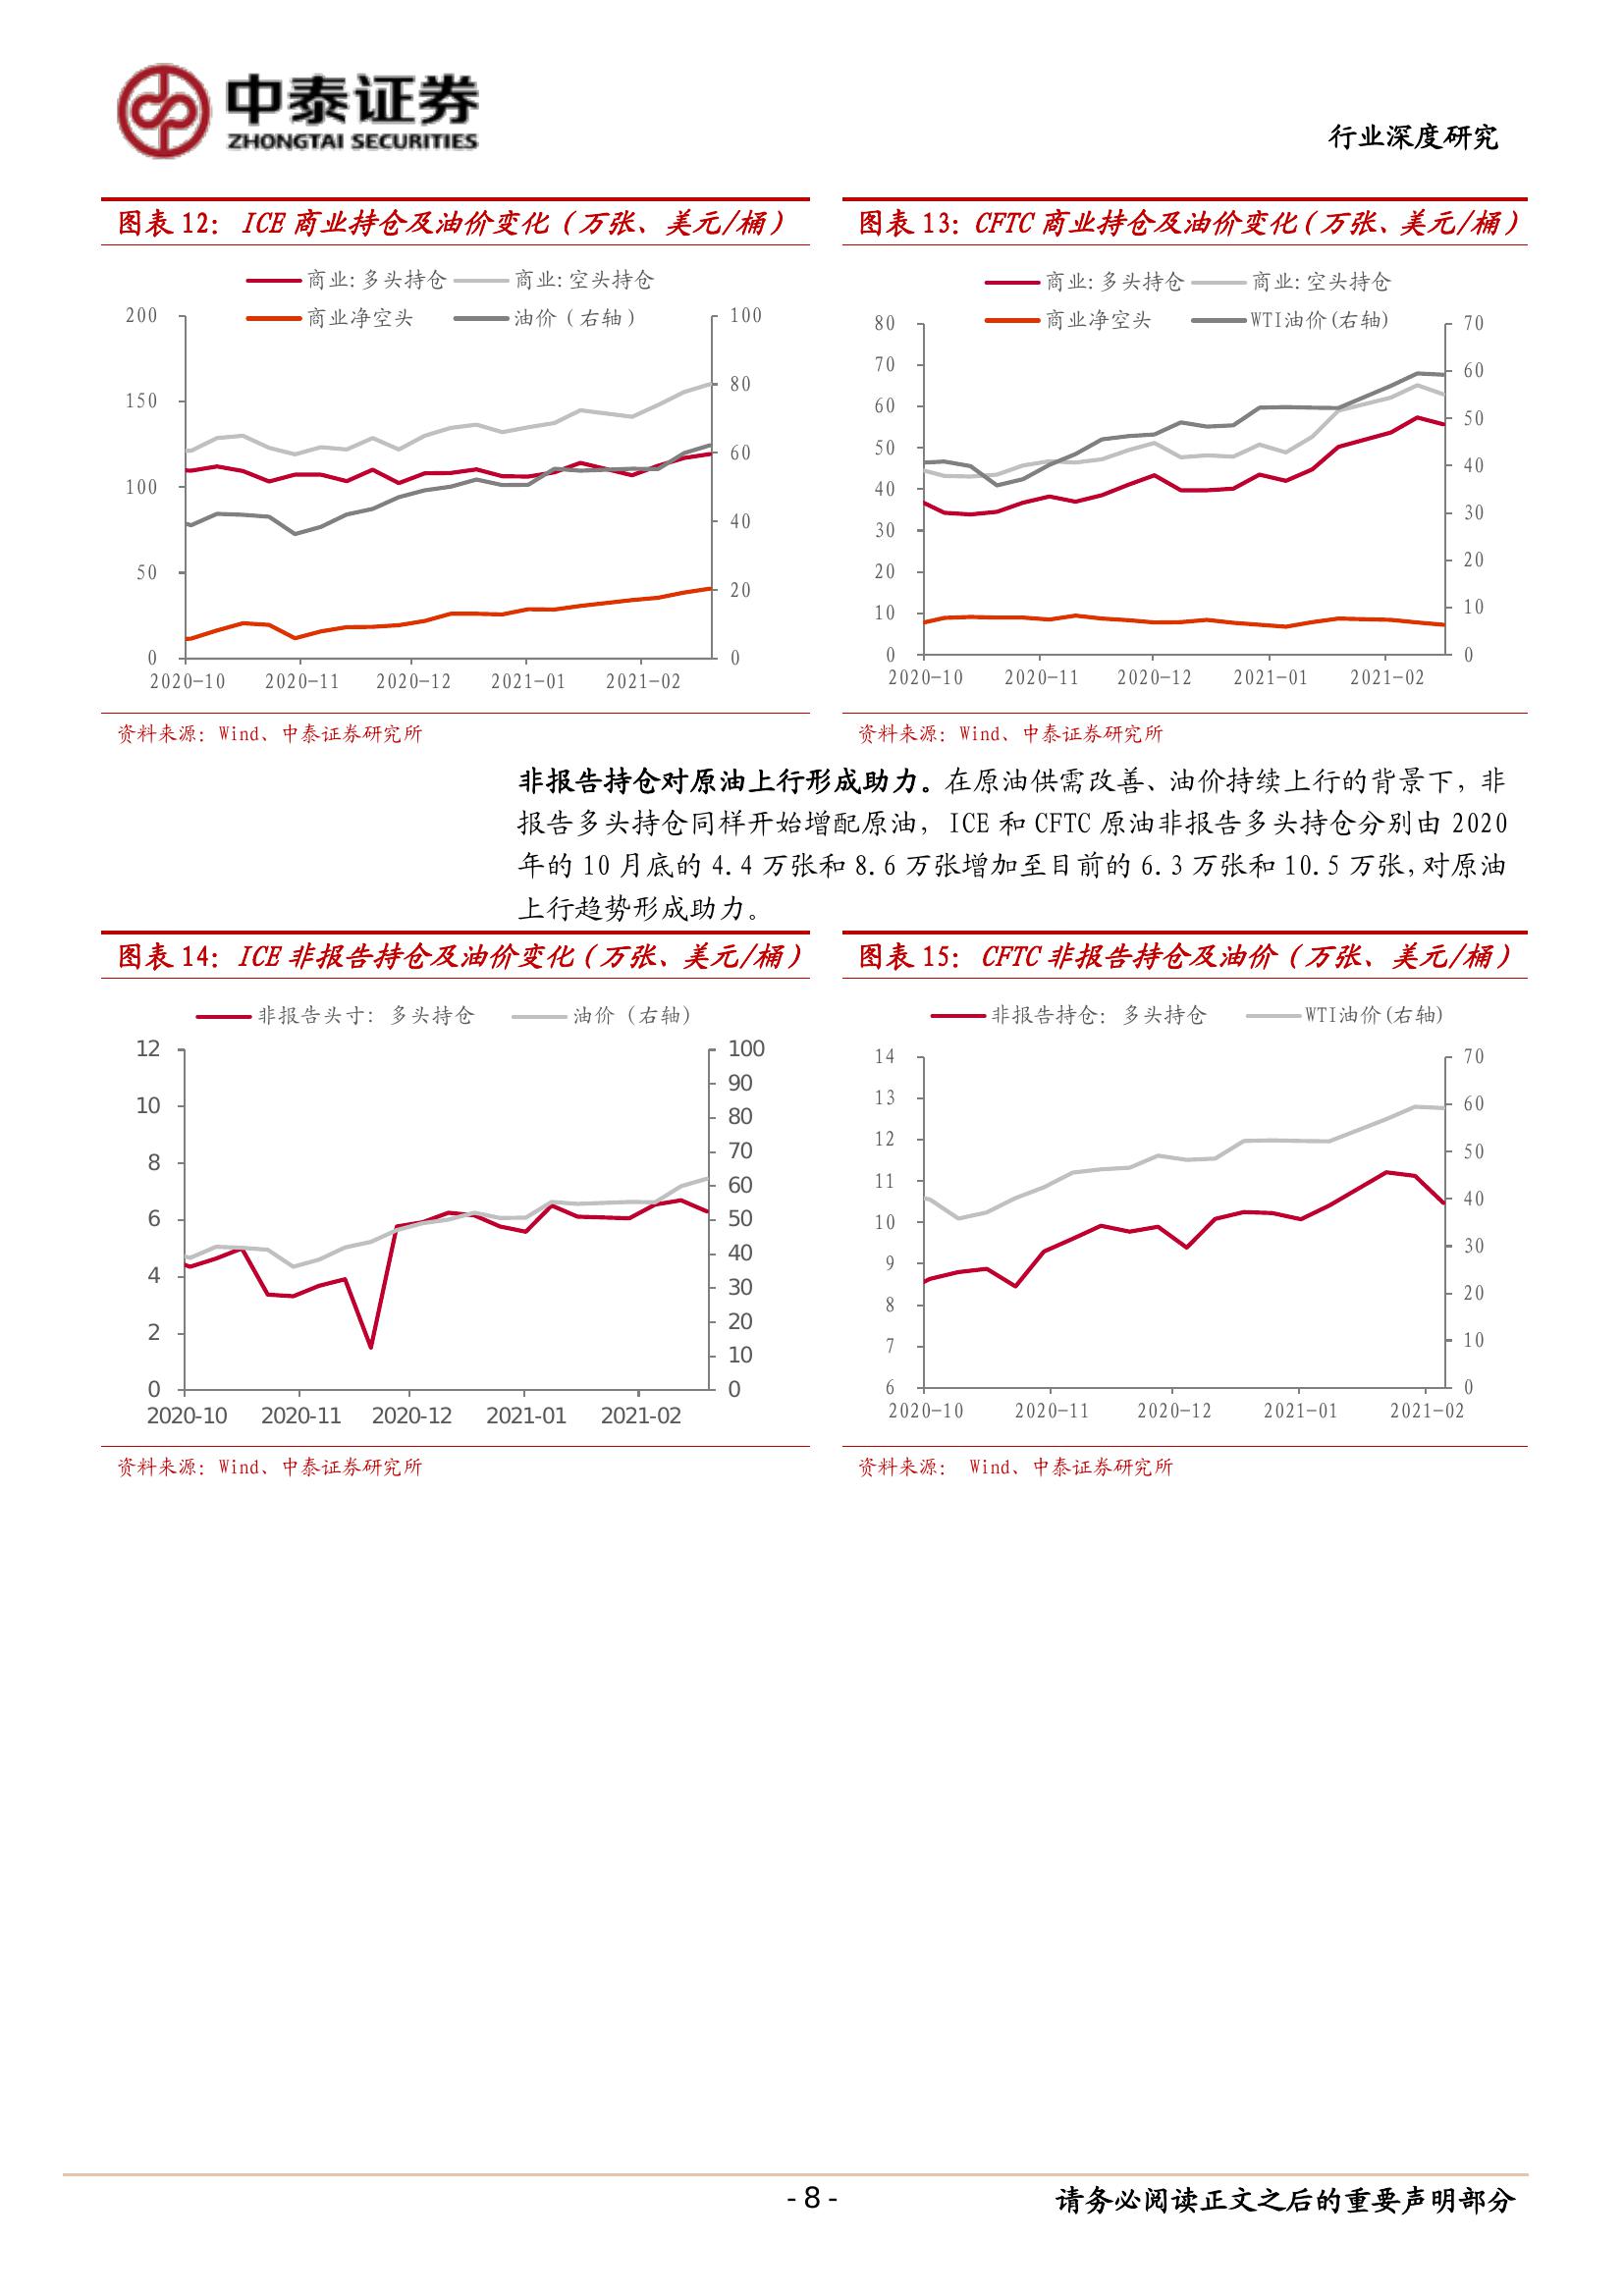 中泰证券
ZHONGTAI SECURITIES
行业深度研究
图表 12： ICE 商业持仓及油价变化（万张、美元/桶）
商业:多头持仓 商业:空头持仓
商业净空头 油价（右轴）
200
150
100
50
0
100
80
60
40
20
0
2020-10 2020-11 2020-12 2021-01 2021-02
资料来源：Wind、中泰证券研究所
图表 13：CFTC 商业持仓及油价变化（万张、美元/桶）
商业:多头持仓 商业:空头持仓
商业净空头 WTI油价(右轴)
80
70
60
50
40
30
20
10
0
70
60
50
40
30
20
10
0
2020-10 2020-11 2020-12 2021-01 2021-02
资料来源：Wind、中泰证券研究所
非报告持仓对原油上行形成助力。在原油供需改善、油价持续上行的背景下，非
报告多头持仓同样开始增配原油，ICE 和 CFTC 原油非报告多头持仓分别由 2020
年的 10 月底的 4.4 万张和 8.6 万张增加至目前的 6.3 万张和 10.5 万张，对原油
上行趋势形成助力。
图表 14： ICE 非报告持仓及油价变化（万张、美元/桶）
非报告头寸：多头持仓 油价（右轴）
12
10
8
6
4
2
0
100
90
80
70
60
50
40
30
20
10
0
2020-10 2020-11 2020-12 2021-01 2021-02
资料来源：Wind、中泰证券研究所
图表 15： CFTC 非报告持仓及油价（万张、美元/桶）
非报告持仓：多头持仓 WTI油价(右轴)
14
13
12
11
10
9
8
7
6
70
60
50
40
30
20
10
0
2020-10 2020-11 2020-12 2021-01 2021-02
资料来源： Wind、中泰证券研究所
- 8 -
请务必阅读正文之后的重要声明部分